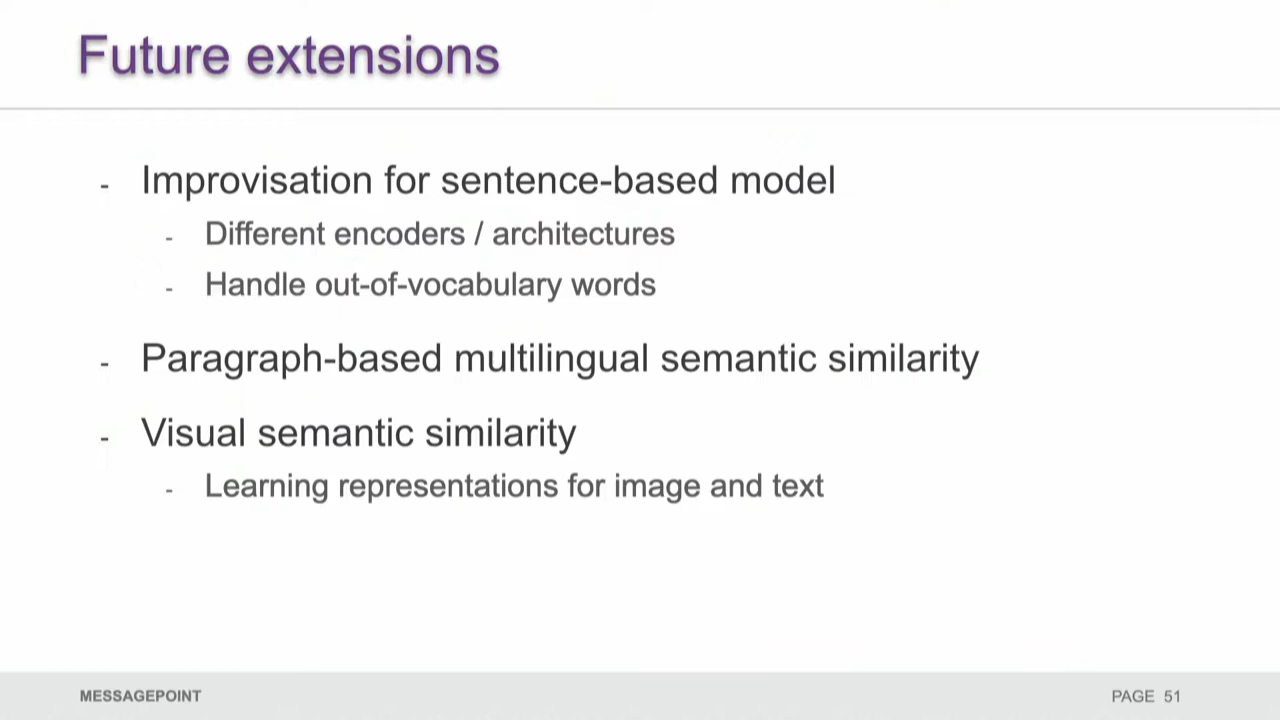 Future extensions
- Improvisation for sentence-based model
- Different encoders / architectures
- Handle out-of-vocabulary words
- Paragraph-based multilingual semantic similarity
- Visual semantic similarity
- Learning representations for image and text
MESSAGEPOINT
PAGE 51